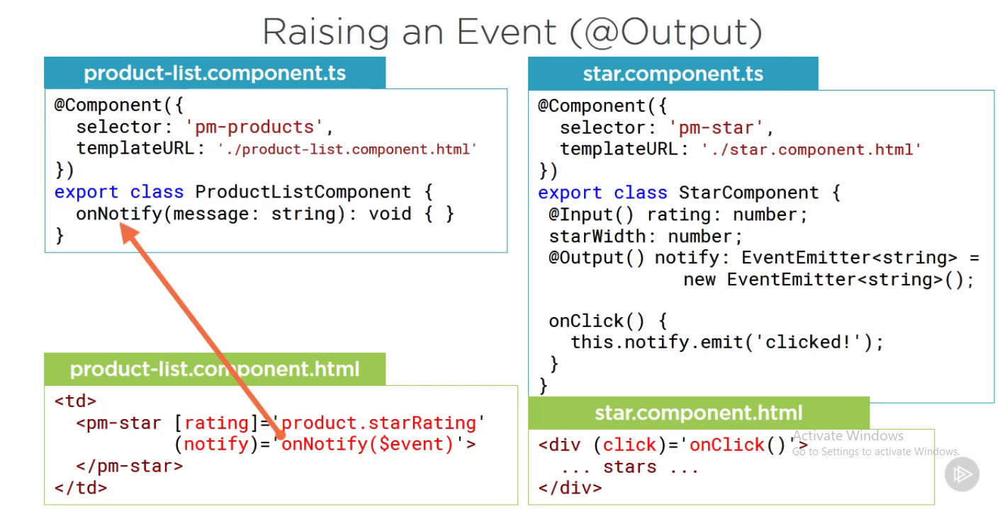 Raising an Event (@Output)
product-list.component.ts
@Component({
  selector: 'pm-products',
  templateURL: './product-list.component.html'
})
export class ProductListComponent {
  onNotify(message: string): void { }
}
product-list.component.html
<td>
  <pm-star [rating]='product.starRating'
           (notify)='onNotify($event)'>
  </pm-star>
</td>
star.component.ts
@Component({
  selector: 'pm-star',
  templateURL: './star.component.html'
})
export class StarComponent {
 @Input() rating: number;
 starWidth: number;
 @Output() notify: EventEmitter<string> =
             new EventEmitter<string>();
 onClick() {
   this.notify.emit('clicked!');
 }
}
star.component.html
<div (click)='onClick()'>
  ... stars ...
</div>
Activate Windows
Go to Settings to activate Windows.